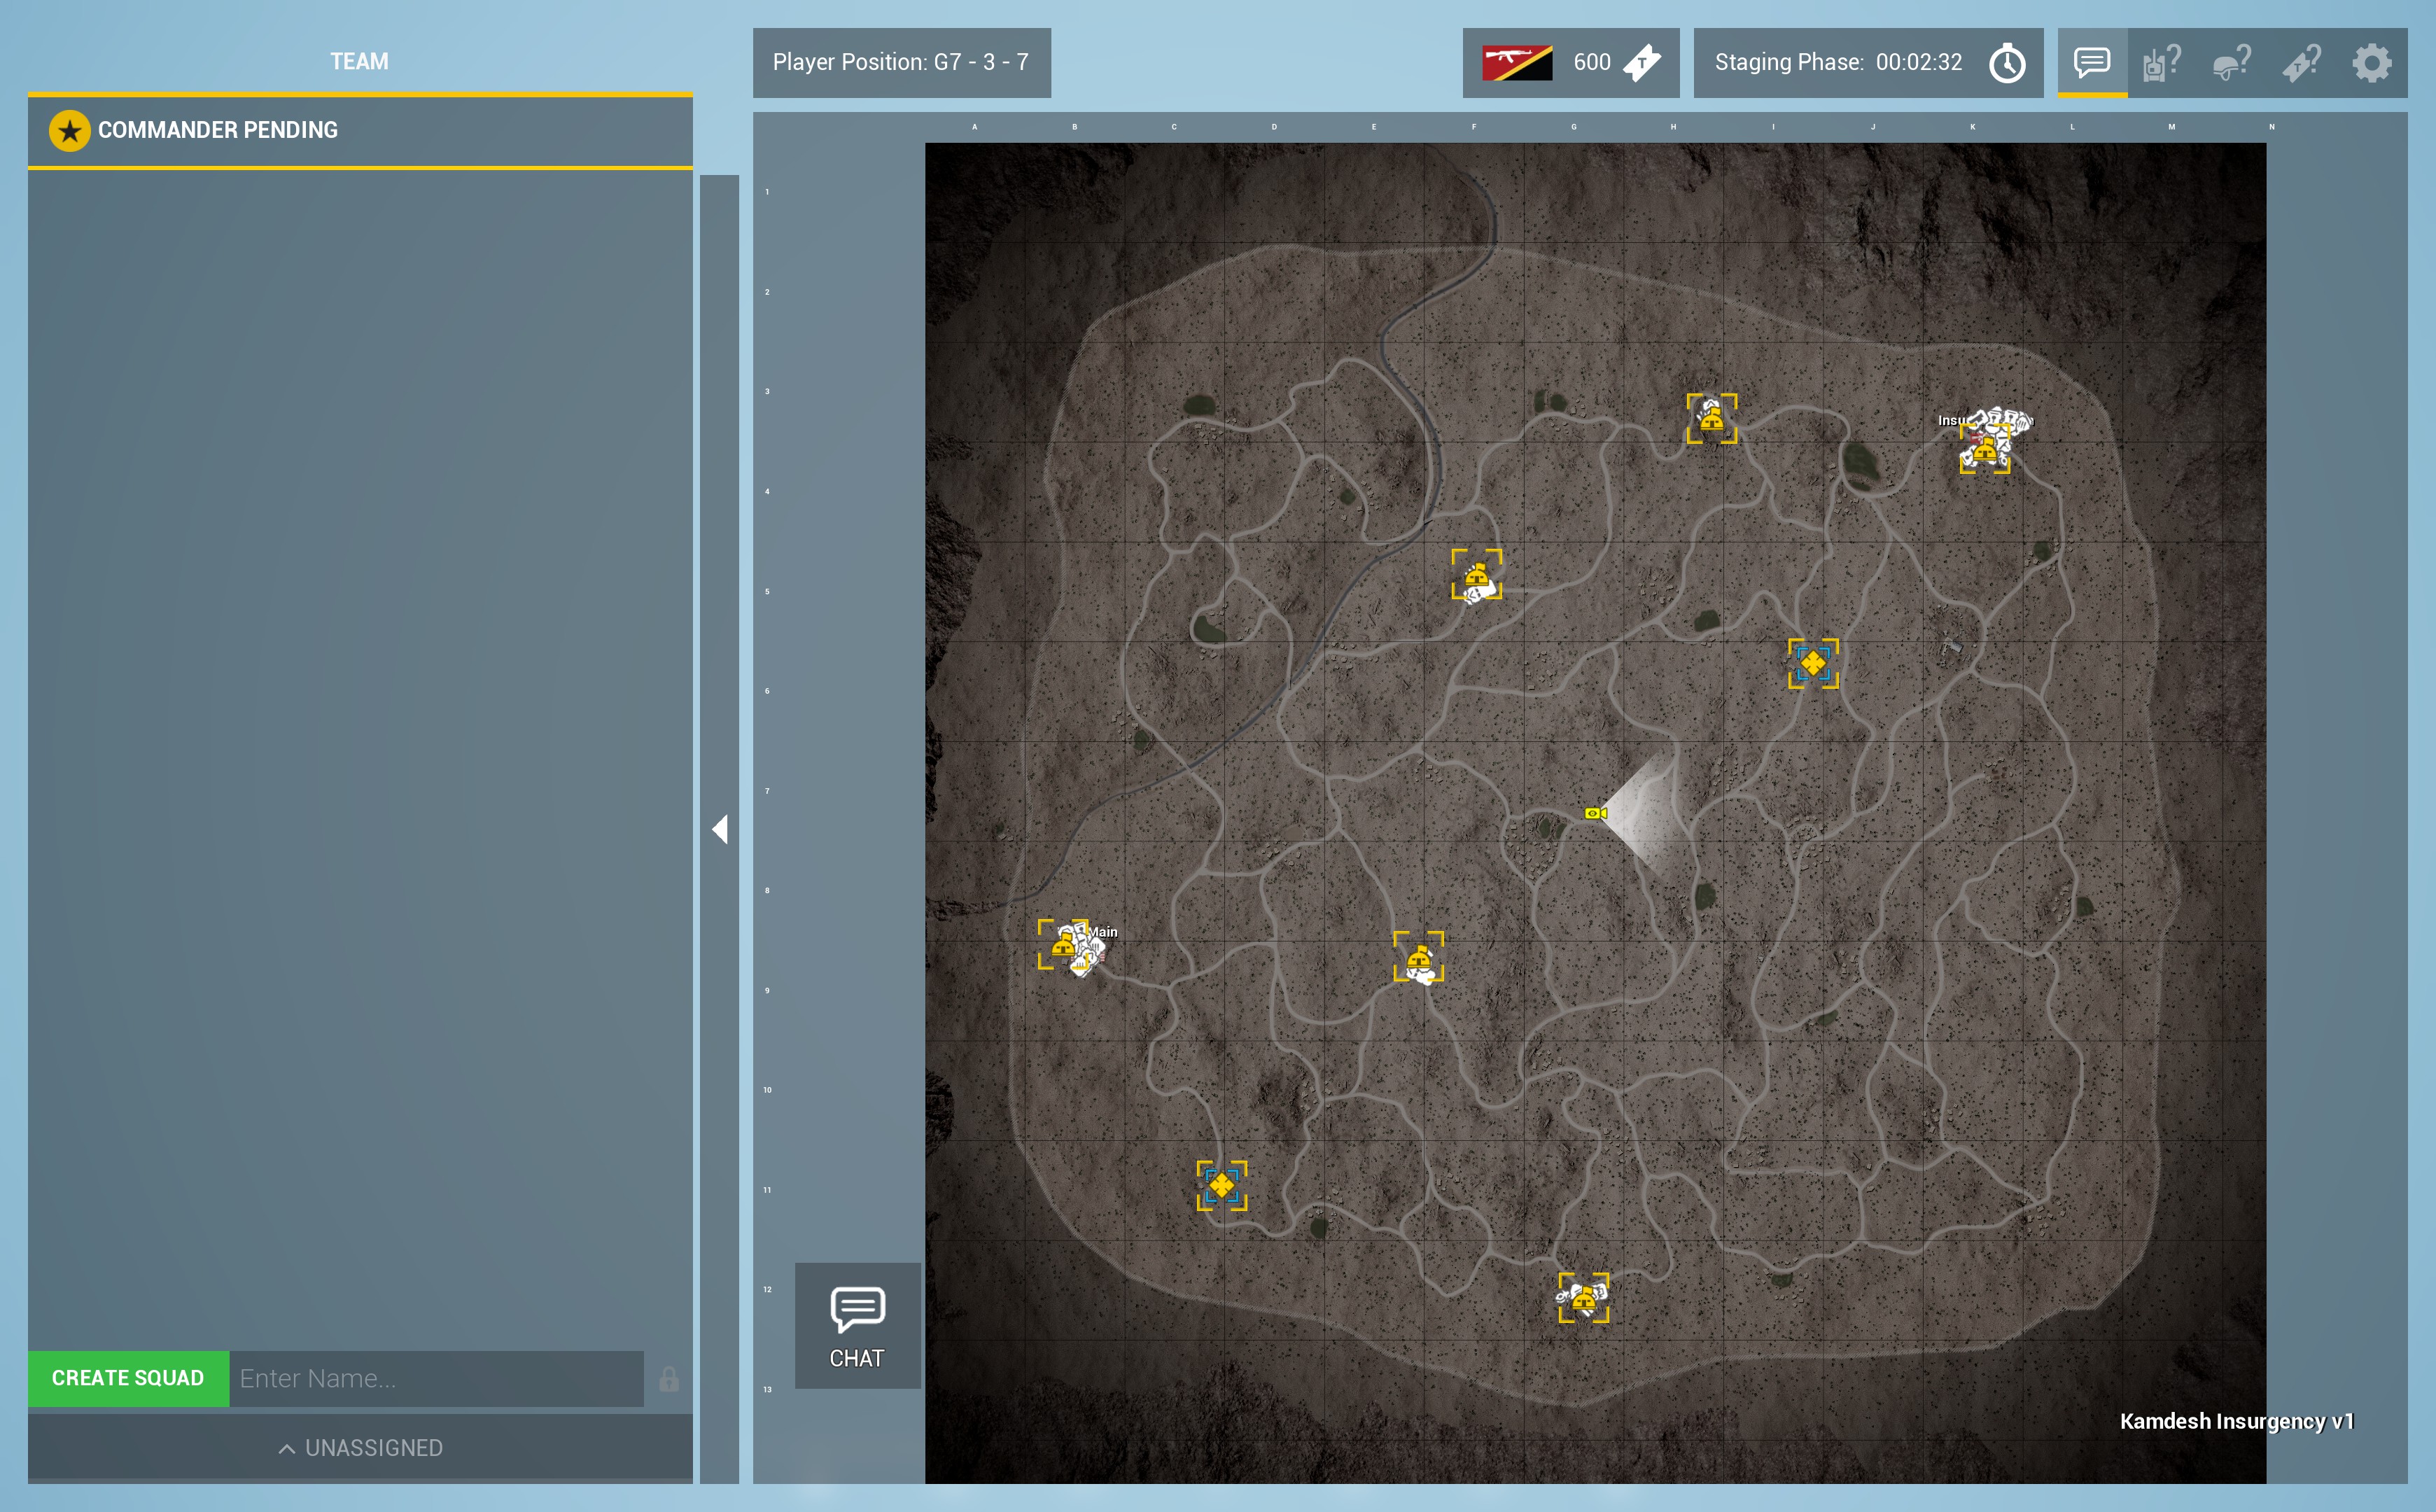 TEAM
Player Position: G7 - 3 - 7
600
Staging Phase: 00:02:32
COMMANDER PENDING
A B C D E F G H I J K L M N
1
2
3
Insu
4
5
6
7
8
Main
9
10
11
12
CHAT
CREATE SQUAD
Enter Name...
13
Kamdesh Insurgency v1
UNASSIGNED